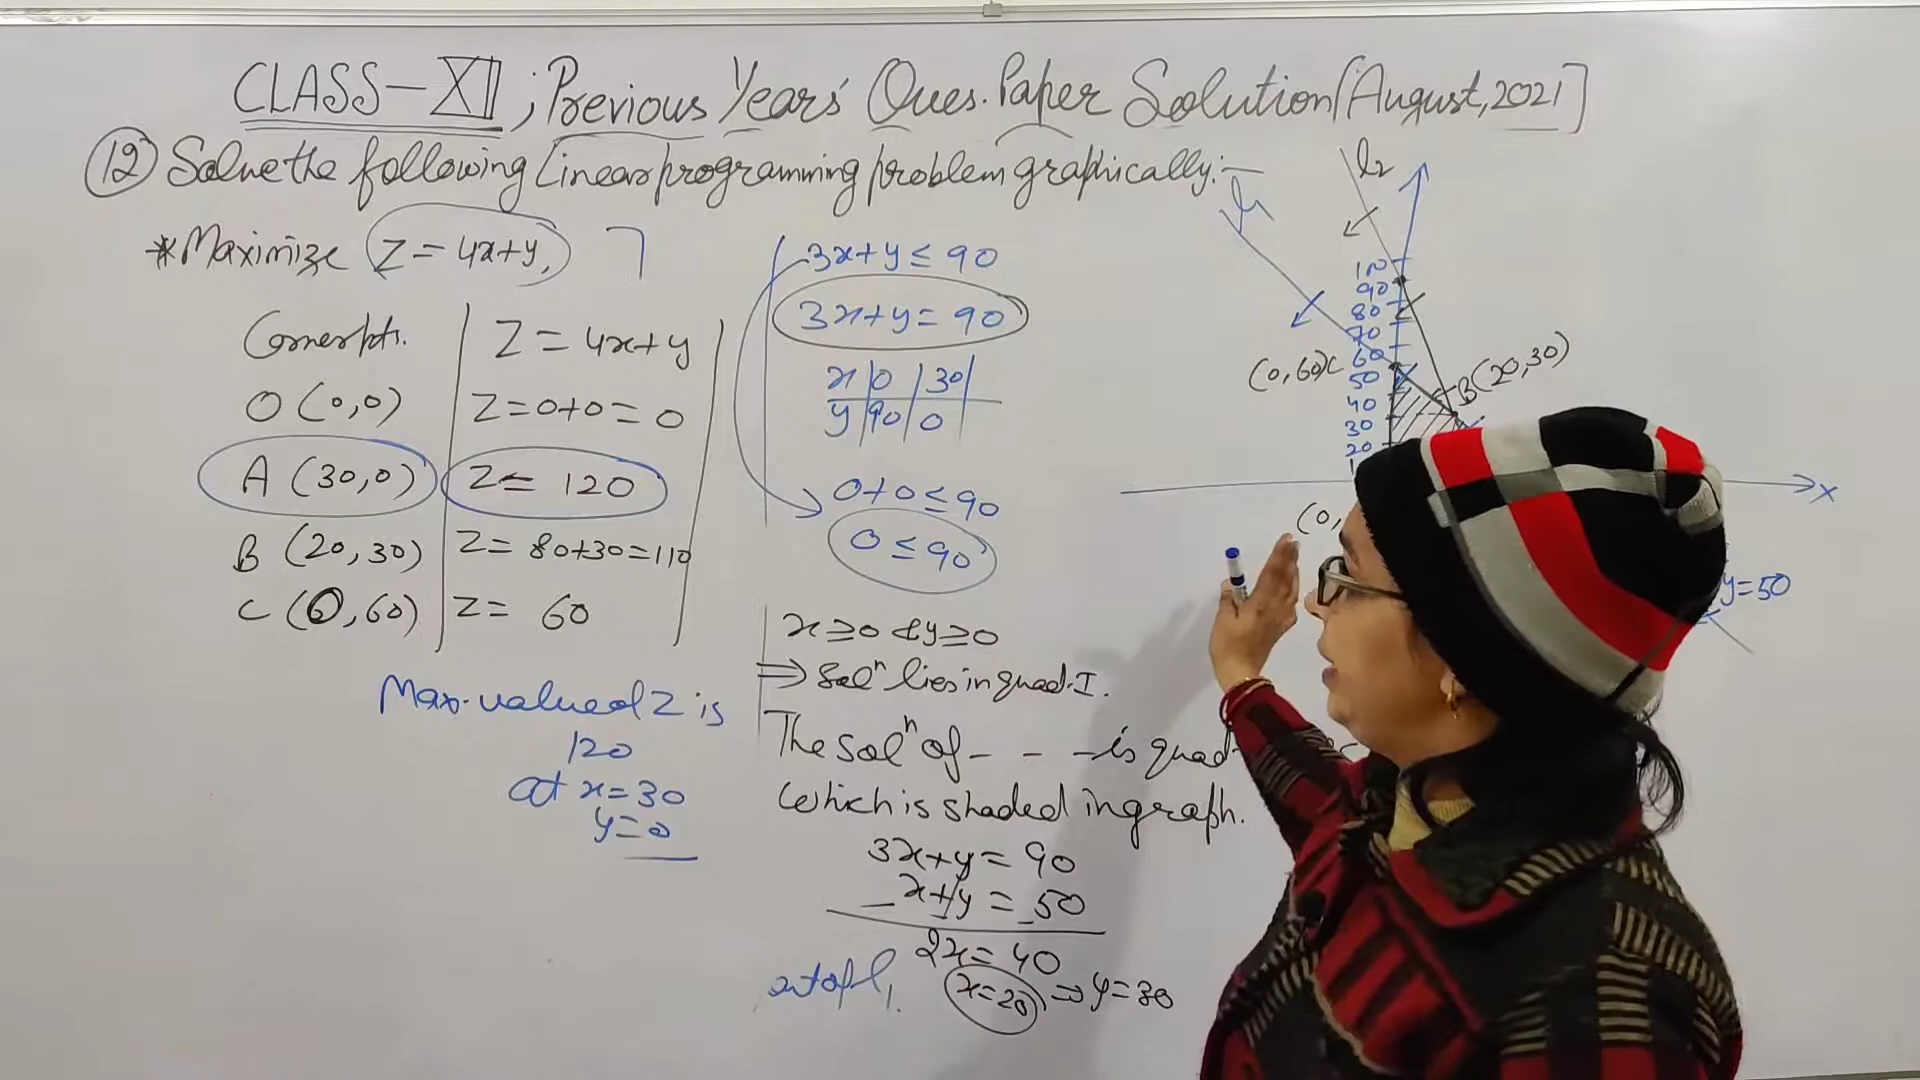 CLASS-XII; Previous Years' Ques. Paper Solution [August, 2021]
12 Solve the following Linear programming problem graphically:-
*Maximize Z = 4x+y,
Corner pts. Z = 4x+y
O (0,0) Z = 0+0 = 0
A (30,0) Z = 120
B (20,30) Z = 80+30=110
C (0,60) Z = 60
Max. value of Z is
120
at x=30
y=0
3x+y ≤ 90
3x+y = 90
x 0 30
y 90 0
0+0 ≤ 90
0 ≤ 90
x ≥ 0 & y ≥ 0
⇒ Solⁿ lies in quad. I.
The Solⁿ of - - - is quad
which is shaded in graph.
3x+y = 90
x+y = 50
2x = 40
x=20 ⇒ y=30
l₁
l₂
100
90
80
70
60
50
40
30
20
(0,60)C
B(20,30)
x
(0,
y=50